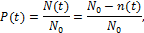 P(t) = N(t)/N₀ = (N₀ − n(t))/N₀,